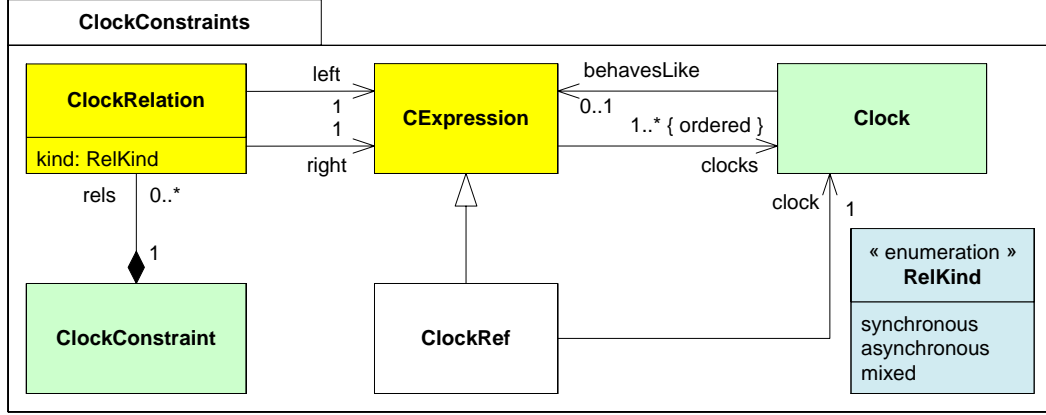 ClockConstraints
ClockRelation
kind: RelKind
left
1
1
right
CExpression
behavesLike
0..1
1..* { ordered }
clocks
Clock
rels
0..*
1
clock
1
ClockConstraint
ClockRef
« enumeration »
RelKind
synchronous
asynchronous
mixed